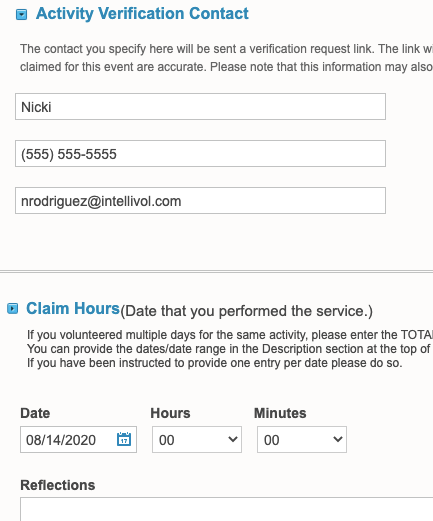 Activity Verification Contact
The contact you specify here will be sent a verification request link. The link
claimed for this event are accurate. Please note that this information may also
Nicki
(555) 555-5555
nrodriguez@intellivol.com
Claim Hours(Date that you performed the service.)
If you volunteered multiple days for the same activity, please enter the
You can provide the dates/date range in the Description section at the top of
If you have been instructed to provide one entry per date please do so.
Date Hours Minutes
08/14/2020 17 00 00
Reflections